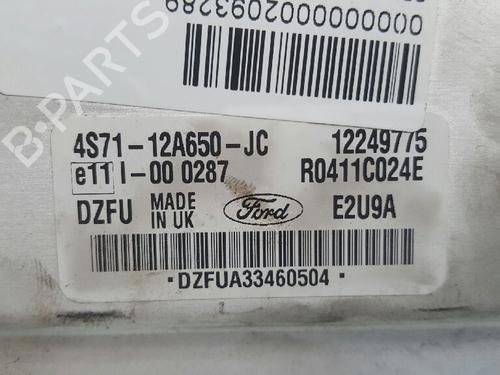 0000000002093289
4S71-12A650-JC 12249775
e11 I-00 0287 R0411C024E
DZFU MADE IN UK Ford E2U9A
*DZFUA33460504*
B-Parts